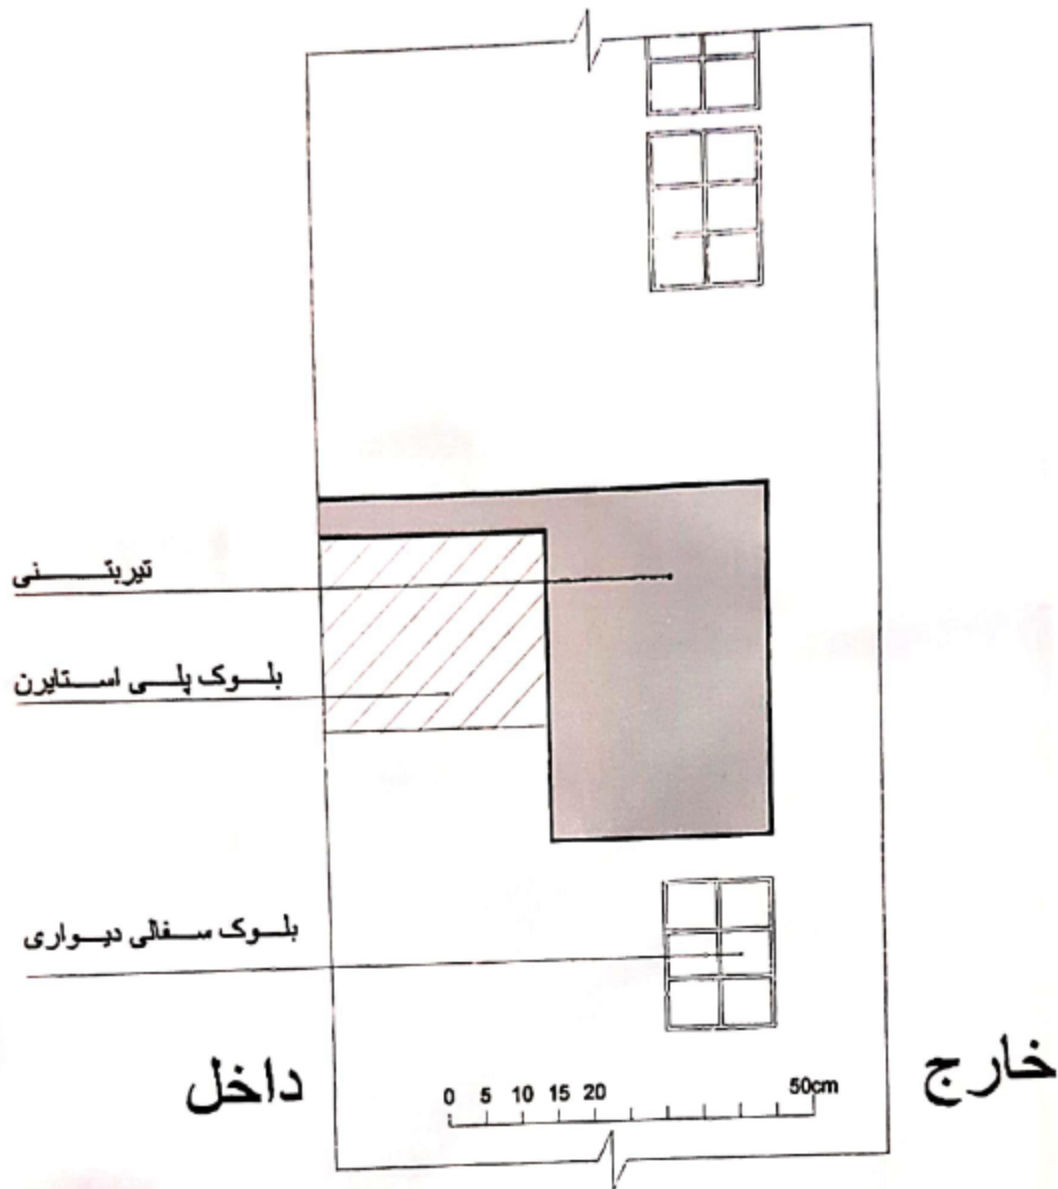 تیربتنی
بلوک پلی استایرن
بلوک سفالی دیواری
داخل
خارج
0 5 10 15 20 50cm